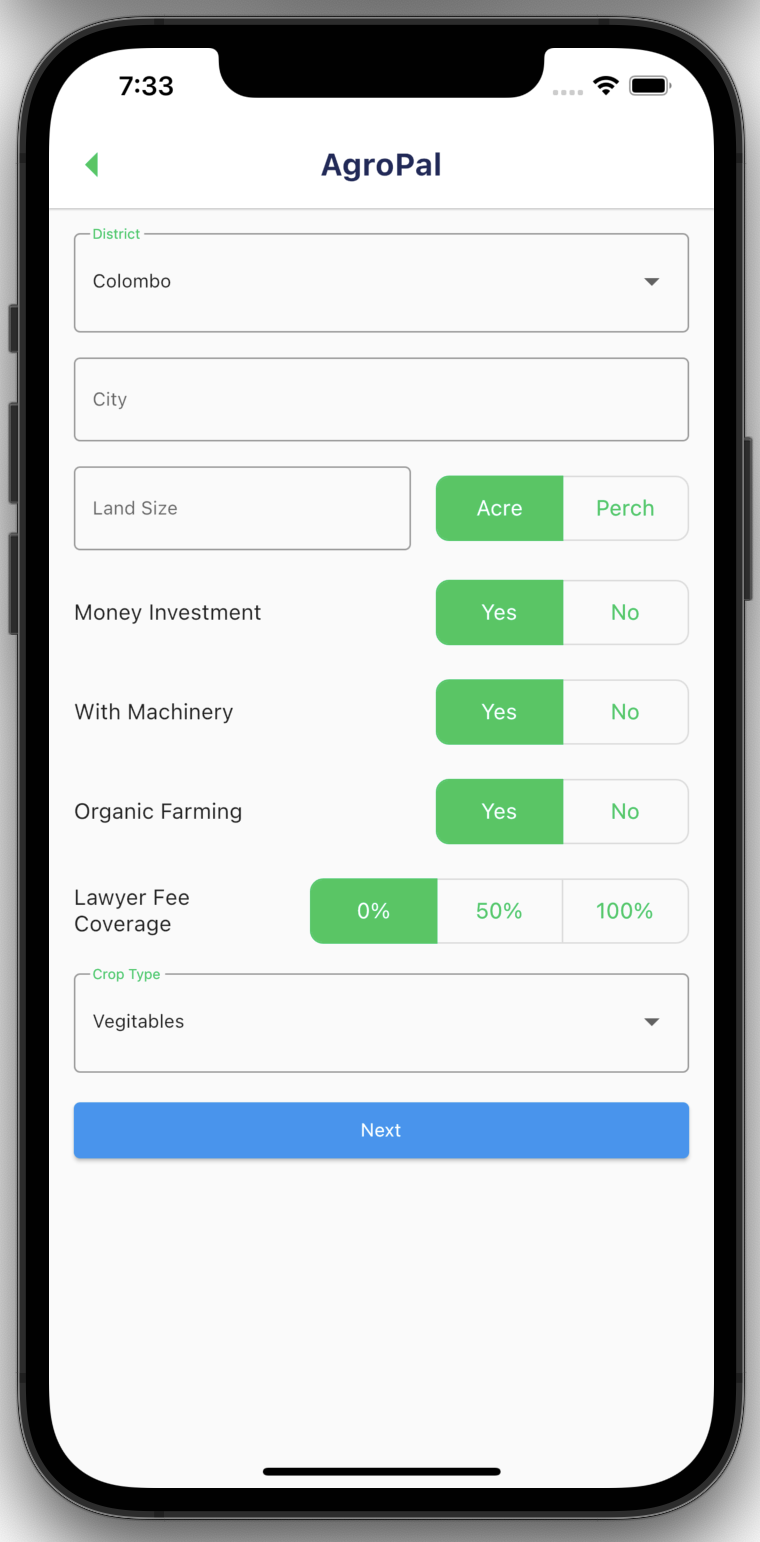 7:33
AgroPal
District
Colombo
City
Land Size
Acre
Perch
Money Investment
Yes
No
With Machinery
Yes
No
Organic Farming
Yes
No
Lawyer Fee
Coverage
0%
50%
100%
Crop Type
Vegitables
Next